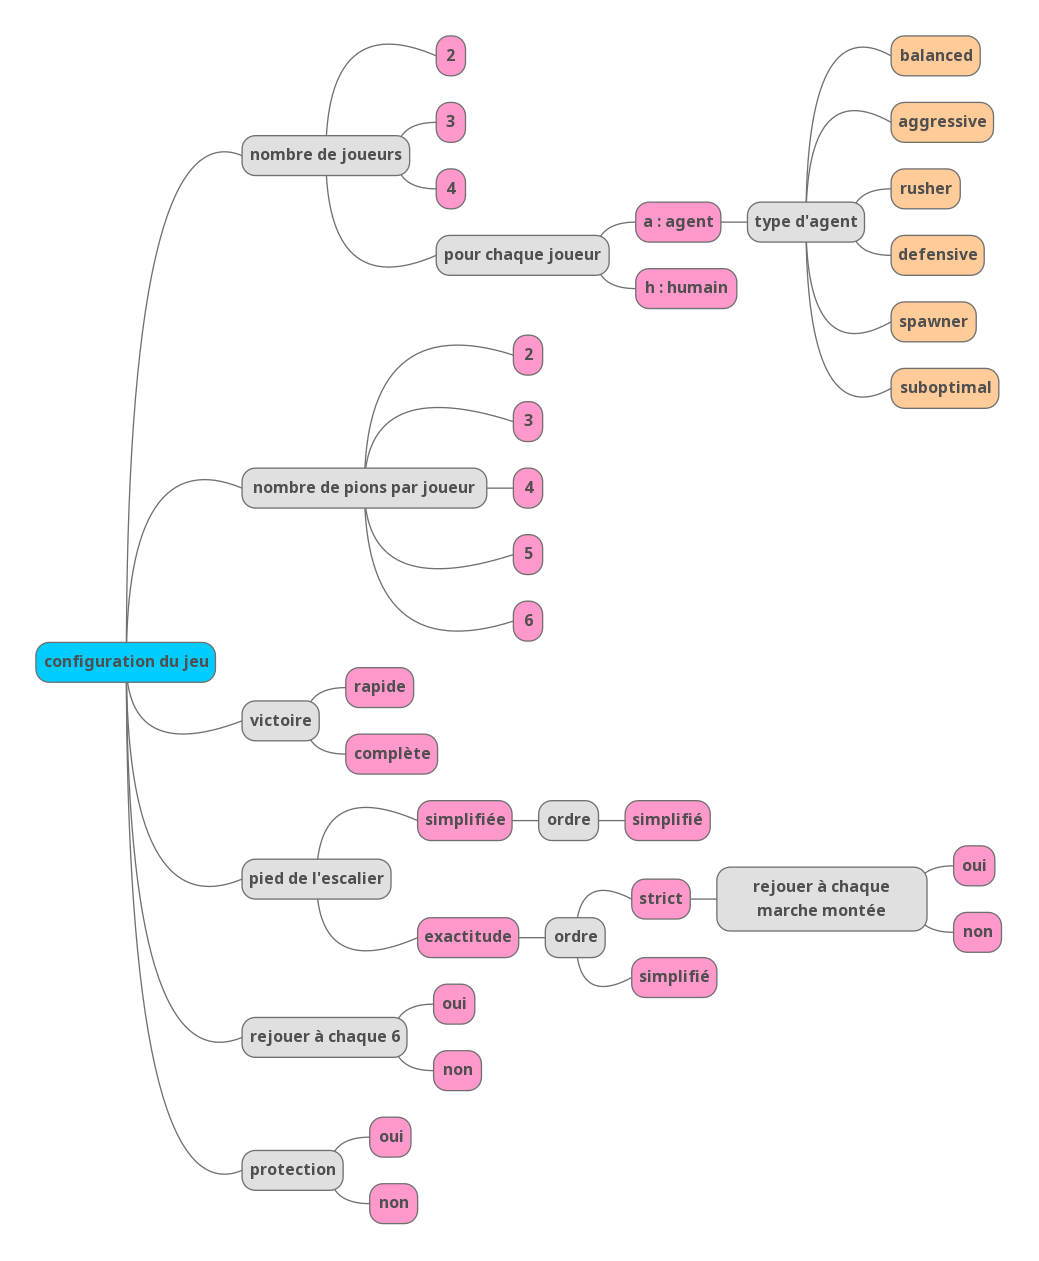 configuration du jeu
nombre de joueurs
2
3
4
pour chaque joueur
a : agent
type d'agent
balanced
aggressive
rusher
defensive
spawner
suboptimal
h : humain
nombre de pions par joueur
2
3
4
5
6
victoire
rapide
complète
pied de l'escalier
simplifiée
ordre
simplifié
exactitude
ordre
strict
rejouer à chaque
marche montée
oui
non
simplifié
rejouer à chaque 6
oui
non
protection
oui
non